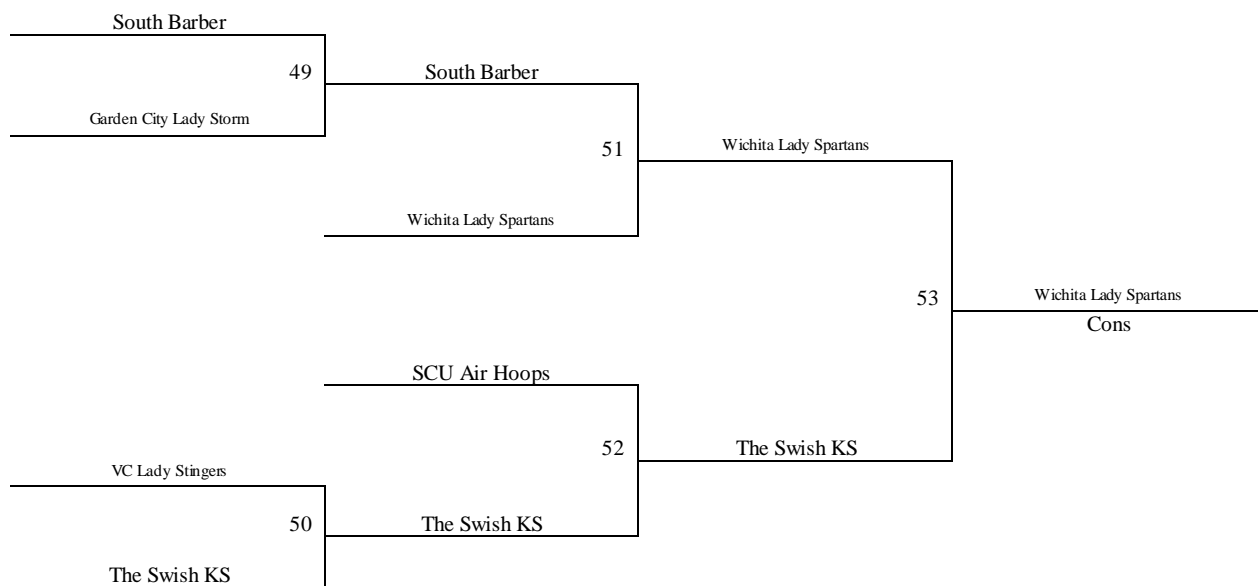 South Barber
49
South Barber
Garden City Lady Storm
51
Wichita Lady Spartans
Wichita Lady Spartans
53
Wichita Lady Spartans
Cons
SCU Air Hoops
52
The Swish KS
VC Lady Stingers
50
The Swish KS
The Swish KS